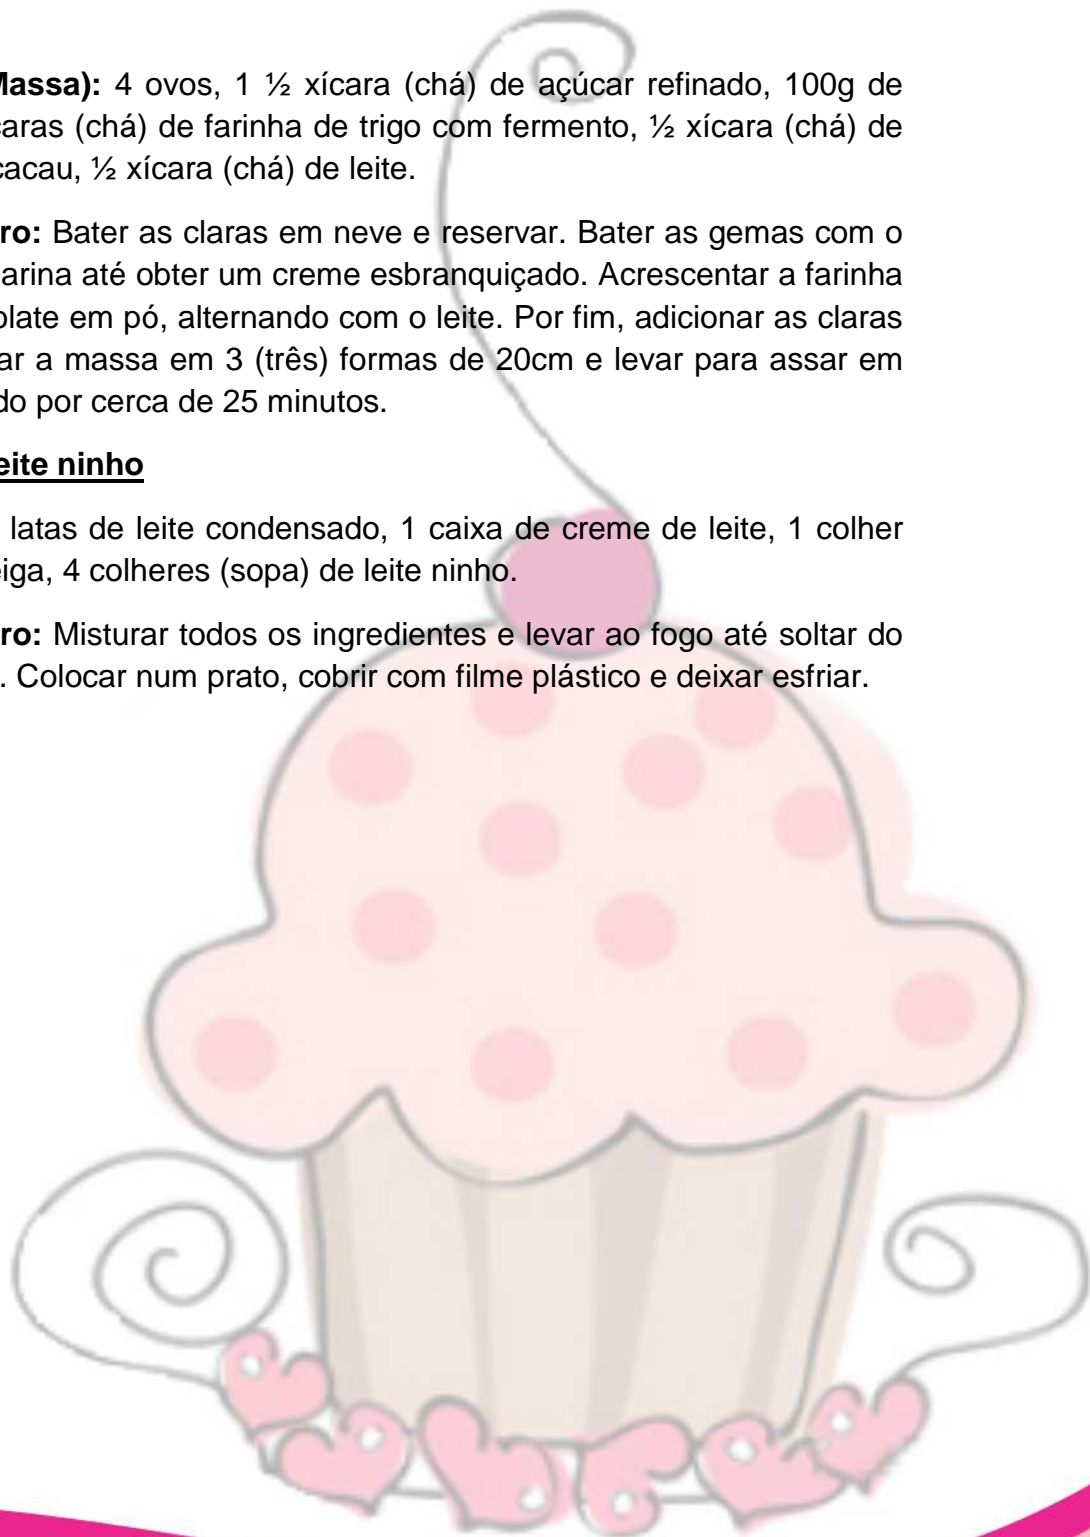 Massa): 4 ovos, 1 ½ xícara (chá) de açúcar refinado, 100g de
caras (chá) de farinha de trigo com fermento, ½ xícara (chá) de
cacau, ½ xícara (chá) de leite.
ro: Bater as claras em neve e reservar. Bater as gemas com o
arina até obter um creme esbranquiçado. Acrescentar a farinha
olate em pó, alternando com o leite. Por fim, adicionar as claras
ar a massa em 3 (três) formas de 20cm e levar para assar em
do por cerca de 25 minutos.
eite ninho
latas de leite condensado, 1 caixa de creme de leite, 1 colher
eiga, 4 colheres (sopa) de leite ninho.
ro: Misturar todos os ingredientes e levar ao fogo até soltar do
. Colocar num prato, cobrir com filme plástico e deixar esfriar.